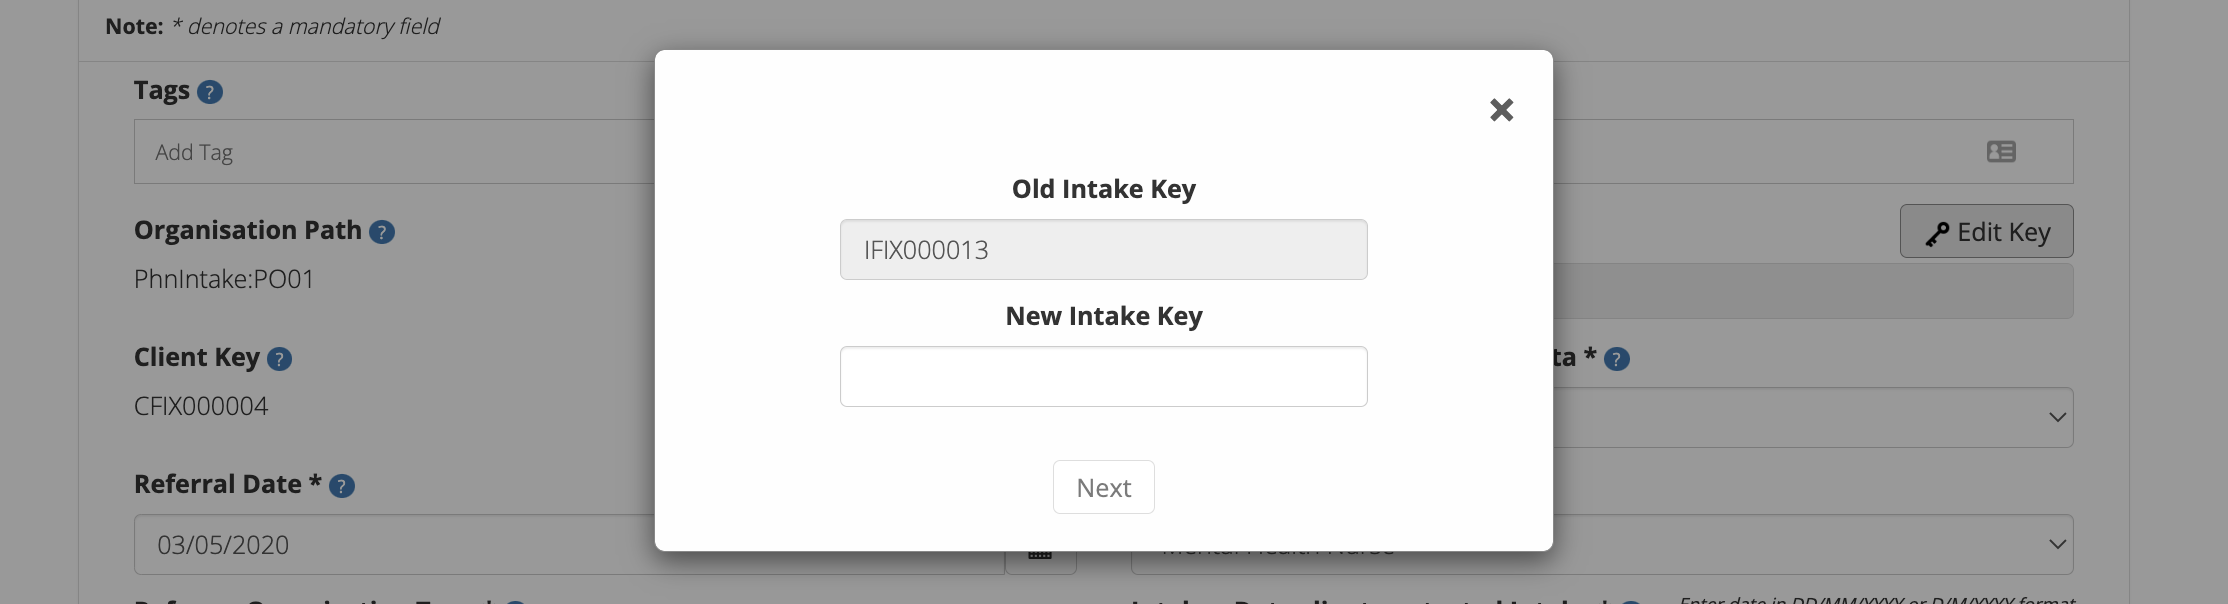 Note: * denotes a mandatory field
Tags ?
Add Tag
Organisation Path ?
PhnIntake:PO01
Edit Key
Client Key ?
CFIX000004
ta * ?
Referral Date * ?
03/05/2020
Old Intake Key
IFIX000013
New Intake Key
Next
Enter date in DD/MM/YYYY or D/M/YYYY format